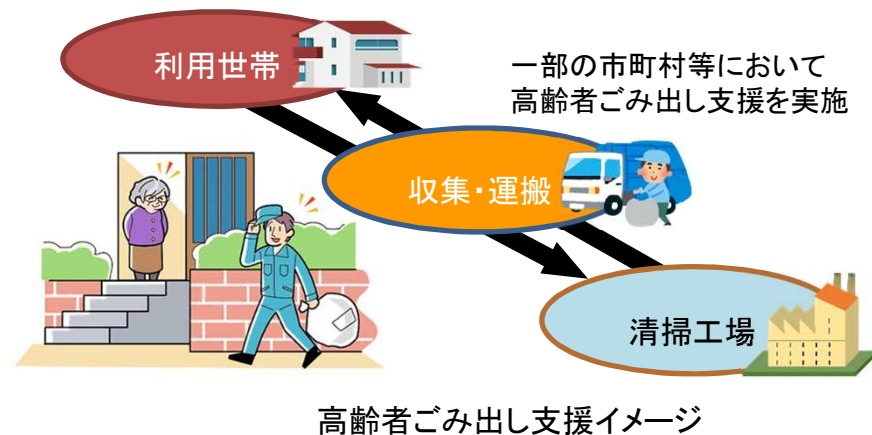 利用世帯
一部の市町村等において
高齢者ごみ出し支援を実施
収集・運搬
清掃工場
高齢者ごみ出し支援イメージ